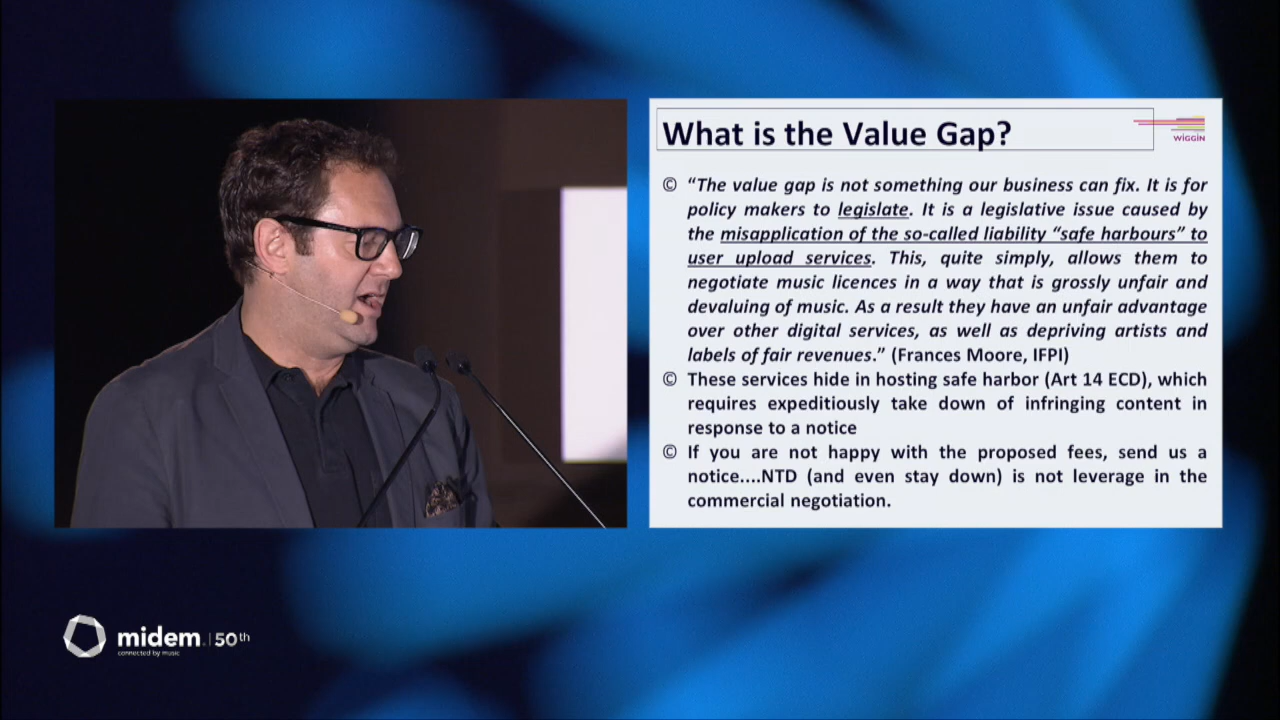 What is the Value Gap?
WIGGIN
© “The value gap is not something our business can fix. It is for
policy makers to legislate. It is a legislative issue caused by
the misapplication of the so-called liability “safe harbours” to
user upload services. This, quite simply, allows them to
negotiate music licences in a way that is grossly unfair and
devaluing of music. As a result they have an unfair advantage
over other digital services, as well as depriving artists and
labels of fair revenues.” (Frances Moore, IFPI)
© These services hide in hosting safe harbor (Art 14 ECD), which
requires expeditiously take down of infringing content in
response to a notice
© If you are not happy with the proposed fees, send us a
notice....NTD (and even stay down) is not leverage in the
commercial negotiation.
midem. | 50th
connected by music